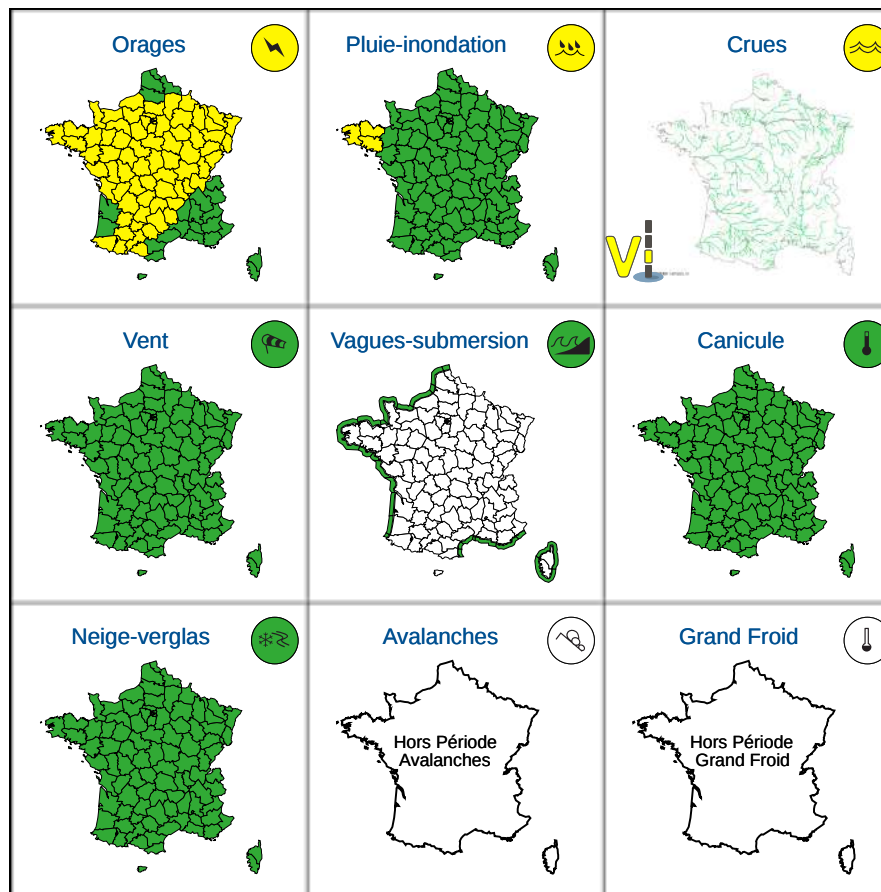 Orages
Pluie-inondation
Crues
Vent
Vagues-submersion
Canicule
Neige-verglas
Avalanches
Hors Période
Avalanches
Grand Froid
Hors Période
Grand Froid